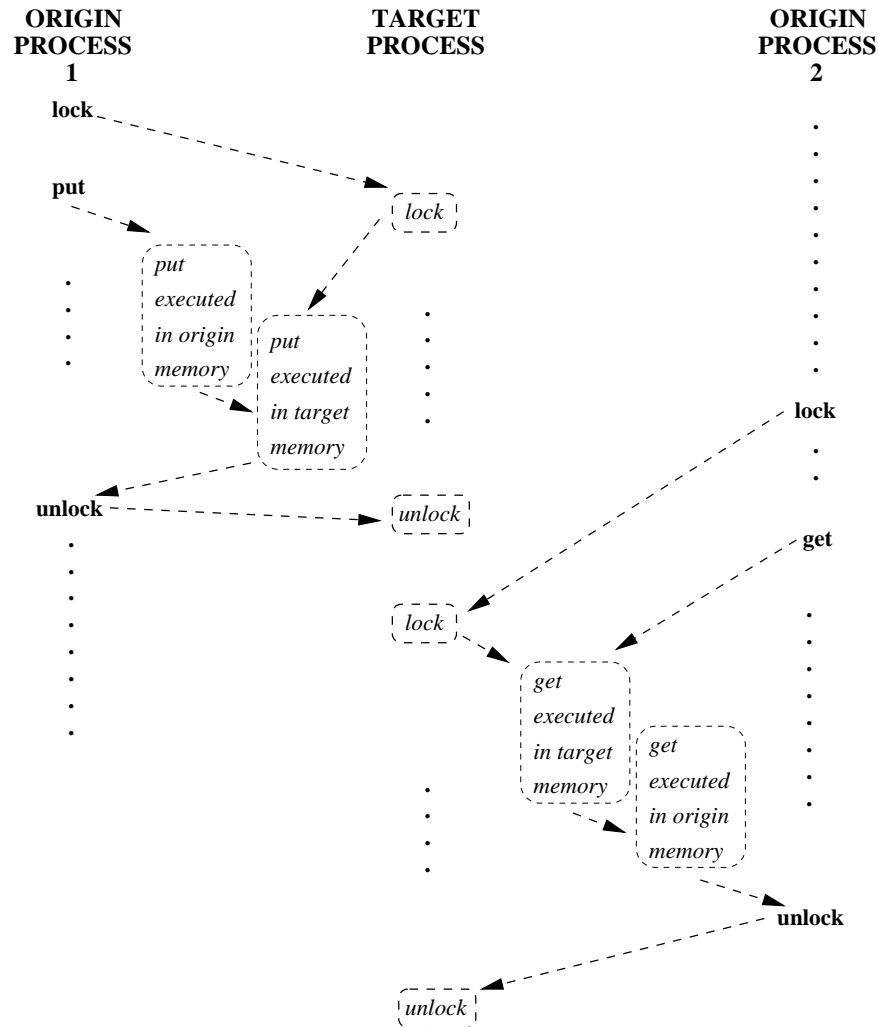 ORIGIN
PROCESS
1
TARGET
PROCESS
ORIGIN
PROCESS
2
lock
put
lock
put
executed
in origin
memory
put
executed
in target
memory
lock
unlock
unlock
get
lock
get
executed
in target
memory
get
executed
in origin
memory
unlock
unlock